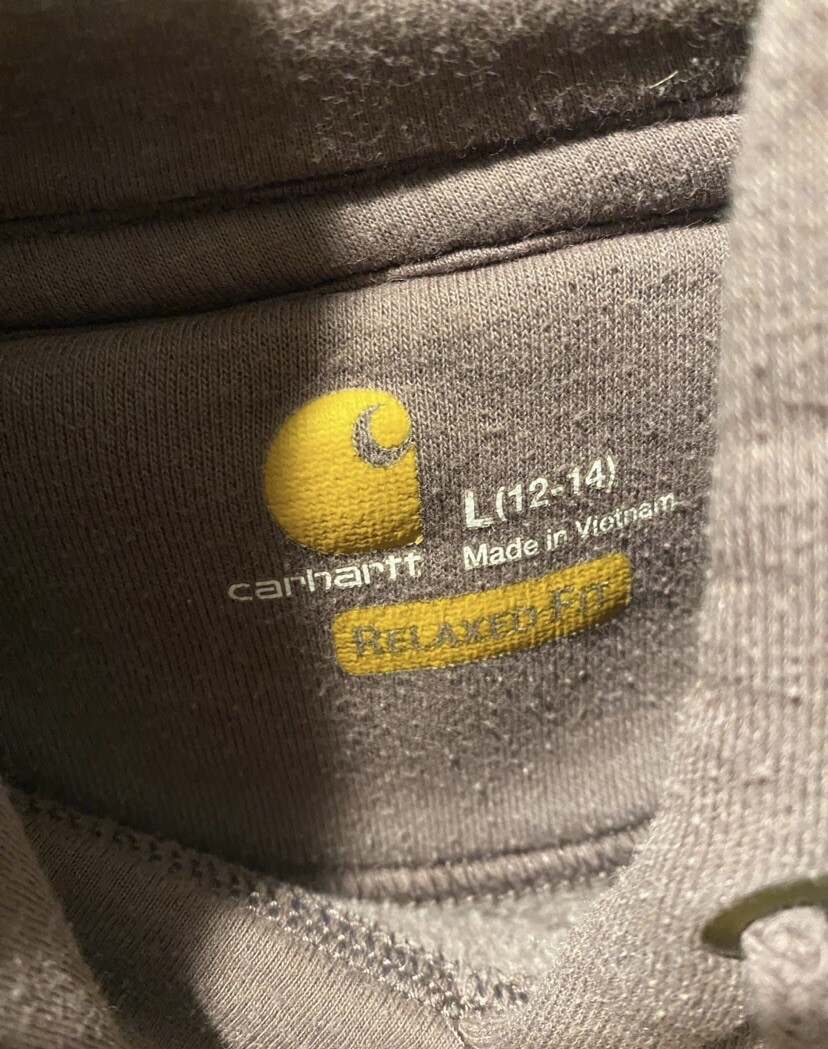 L (12-14)
Made in Vietnam
carhartt
RELAXED FIT